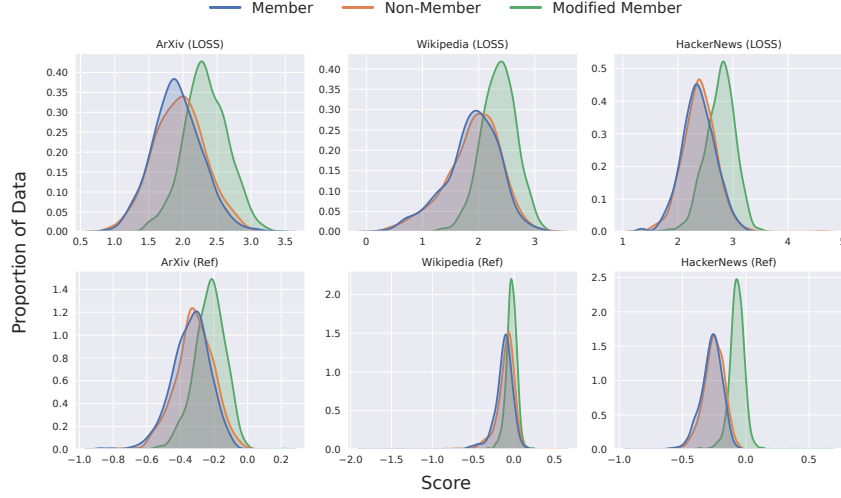 Member Non-Member Modified Member
ArXiv (LOSS) Wikipedia (LOSS) HackerNews (LOSS)
0.40 0.35 0.30 0.25 0.20 0.15 0.10 0.05 0.00
0.5 1.0 1.5 2.0 2.5 3.0 3.5
0.40 0.35 0.30 0.25 0.20 0.15 0.10 0.05 0.00
0 1 2 3
0.5 0.4 0.3 0.2 0.1 0.0
1 2 3 4 5
Proportion of Data
ArXiv (Ref) Wikipedia (Ref) HackerNews (Ref)
1.4 1.2 1.0 0.8 0.6 0.4 0.2 0.0
−1.0 −0.8 −0.6 −0.4 −0.2 0.0 0.2
2.0 1.5 1.0 0.5 0.0
−2.0 −1.5 −1.0 −0.5 0.0 0.5
2.5 2.0 1.5 1.0 0.5 0.0
−1.0 −0.5 0.0 0.5
Score